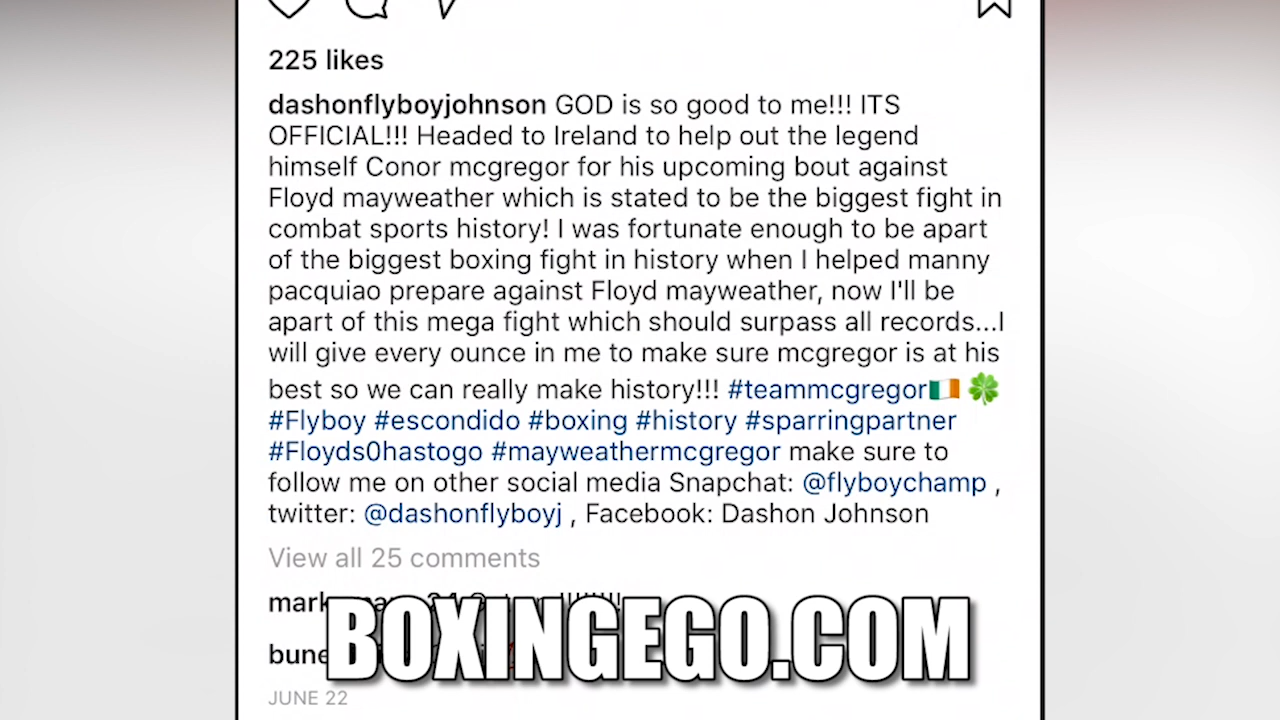 225 likes
dashonflyboyjohnson GOD is so good to me!!! ITS
OFFICIAL!!! Headed to Ireland to help out the legend
himself Conor mcgregor for his upcoming bout against
Floyd mayweather which is stated to be the biggest fight in
combat sports history! I was fortunate enough to be apart
of the biggest boxing fight in history when I helped manny
pacquiao prepare against Floyd mayweather, now I'll be
apart of this mega fight which should surpass all records...I
will give every ounce in me to make sure mcgregor is at his
best so we can really make history!!! #teammcgregor🇮🇪🍀
#Flyboy #escondido #boxing #history #sparringpartner
#Floyds0hastogo #mayweathermcgregor make sure to
follow me on other social media Snapchat: @flyboychamp ,
twitter: @dashonflyboyj , Facebook: Dashon Johnson
View all 25 comments
BOXINGEGO.COM
JUNE 22